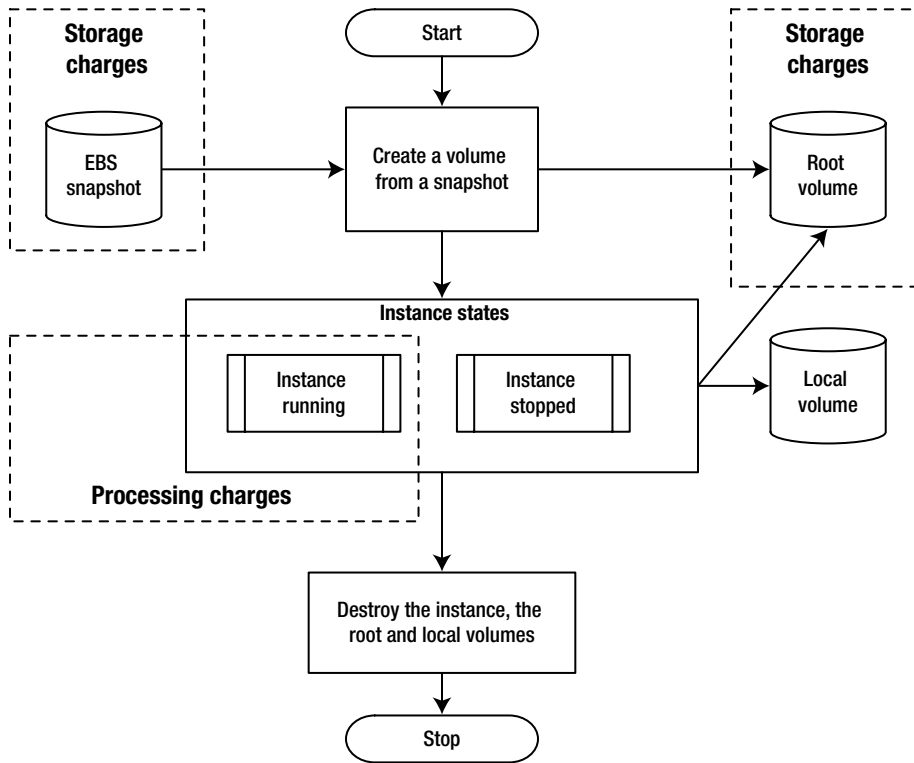 Storage
charges
Start
Storage
charges
EBS
snapshot
Create a volume
from a snapshot
Root
volume
Instance states
Instance
running
Instance
stopped
Local
volume
Processing charges
Destroy the instance, the
root and local volumes
Stop